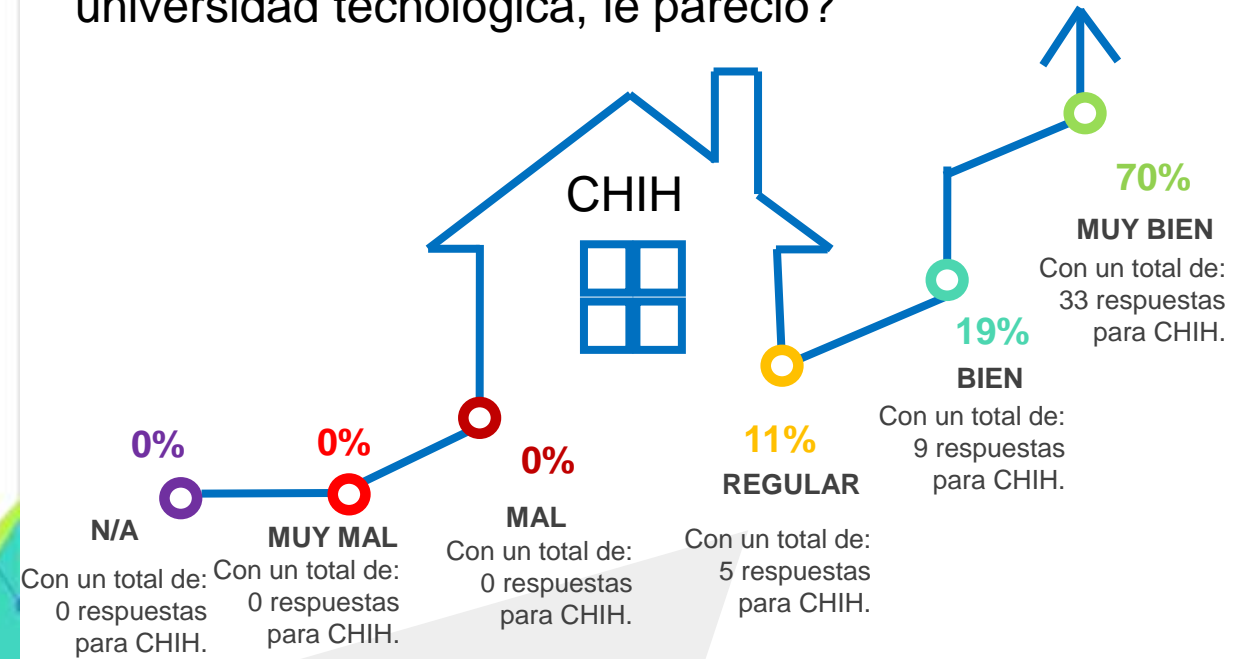 universidad tecnológica, le pareció?
CHIH
0%
N/A
Con un total de:
0 respuestas
para CHIH.
0%
MUY MAL
Con un total de:
0 respuestas
para CHIH.
0%
MAL
Con un total de:
0 respuestas
para CHIH.
11%
REGULAR
Con un total de:
5 respuestas
para CHIH.
19%
BIEN
Con un total de:
9 respuestas
para CHIH.
70%
MUY BIEN
Con un total de:
33 respuestas
para CHIH.